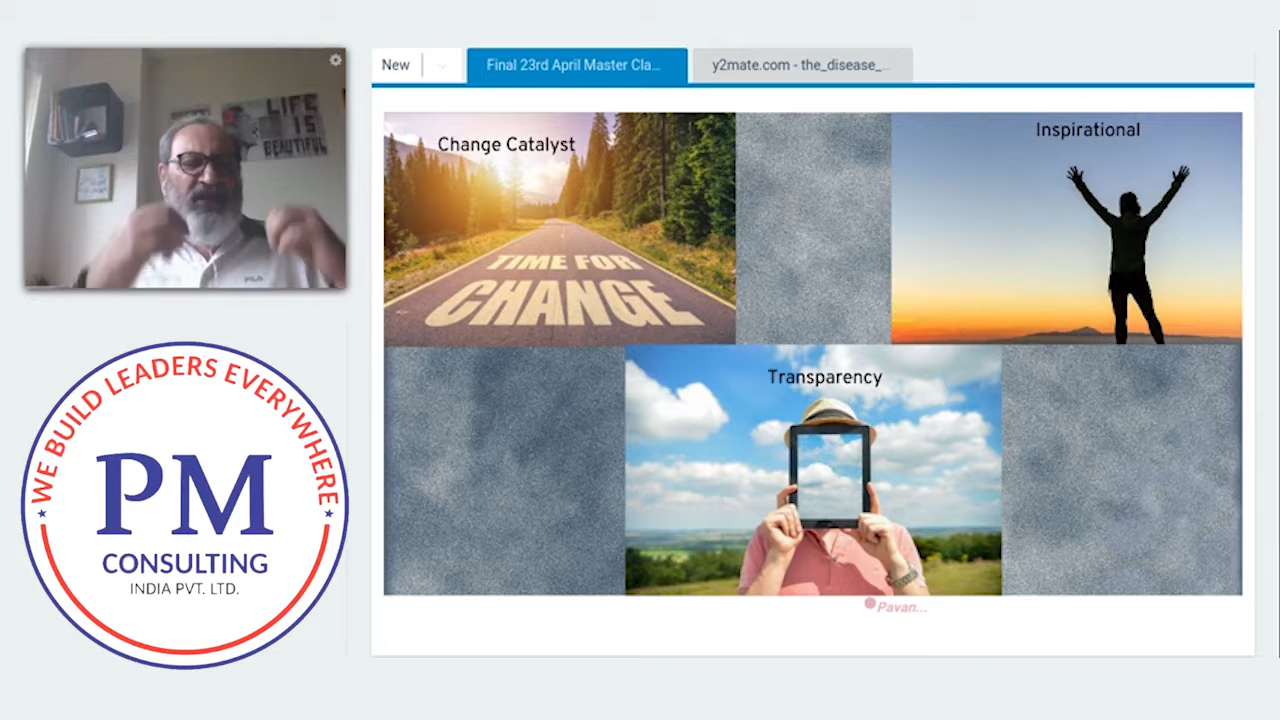 LIFE
IS
BEAUTIFUL
FILA
New
Final 23rd April Master Cla...
y2mate.com - the_disease_...
Change Catalyst
TIME FOR
CHANGE
Inspirational
Transparency
Pavan...
WE BUILD LEADERS EVERYWHERE
PM
CONSULTING
INDIA PVT. LTD.